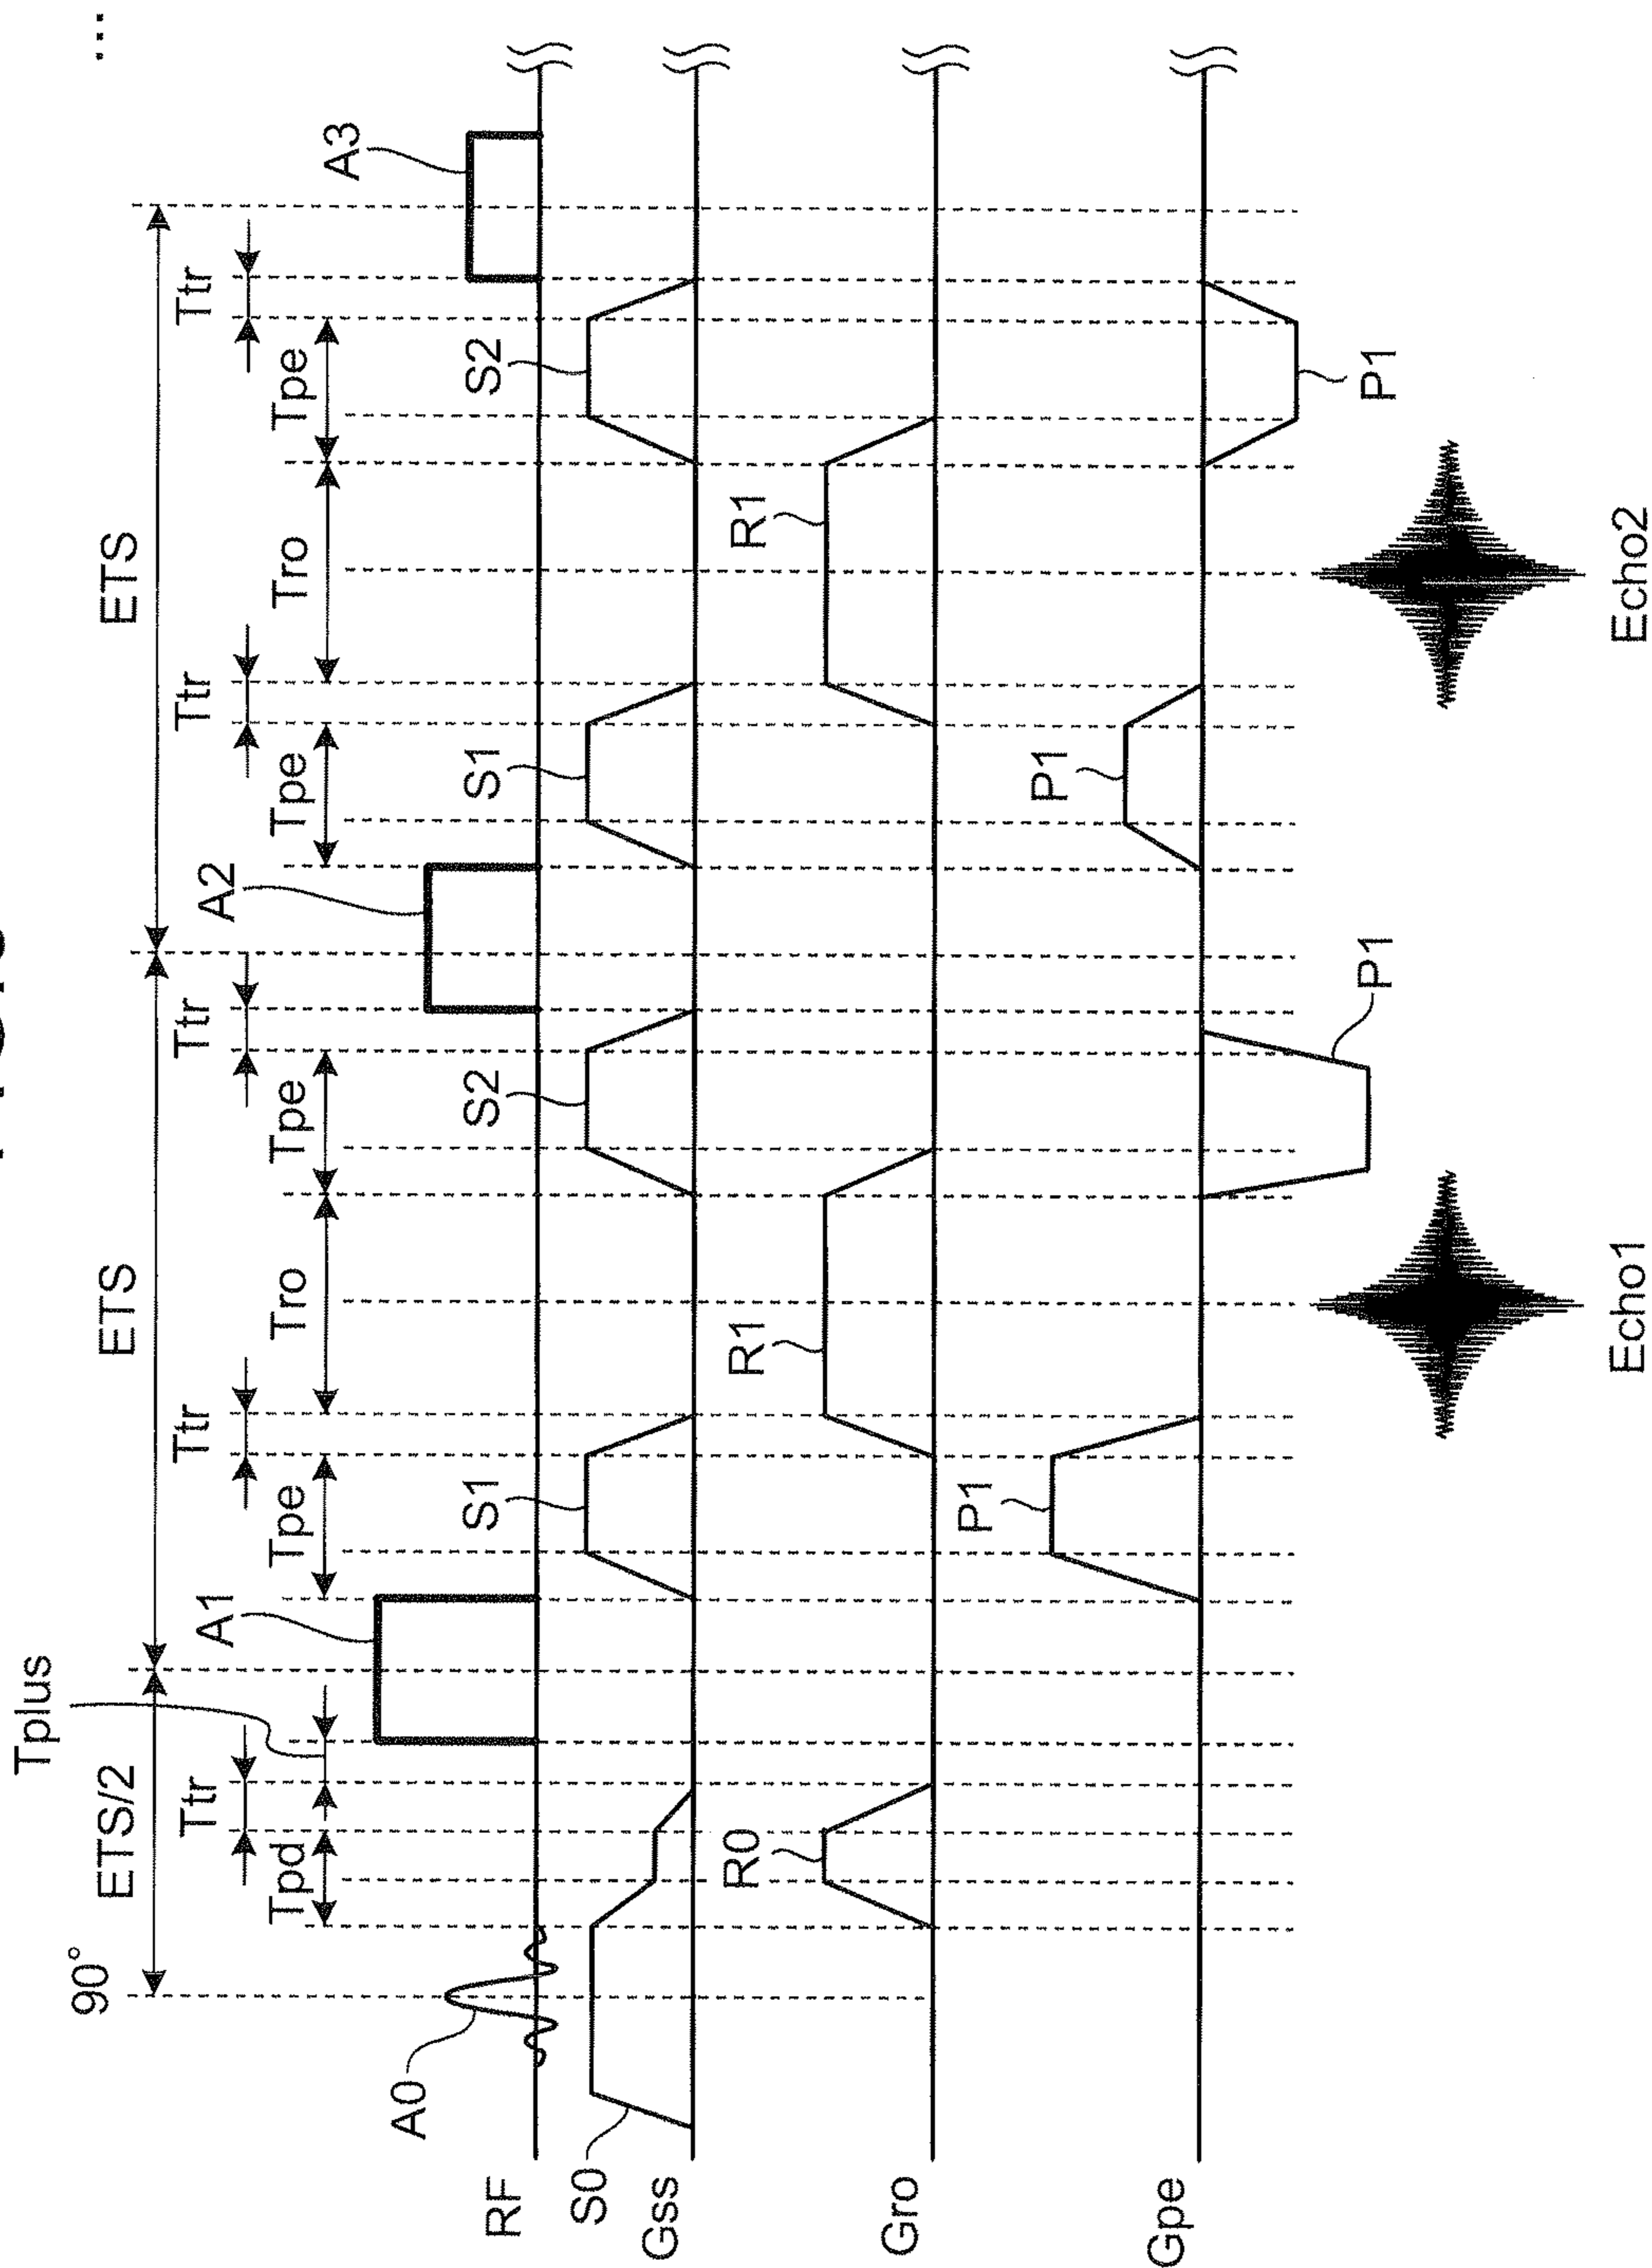 Tplus
90° ETS/2 ETS ETS ...
Ttr Ttr Ttr Ttr Ttr
A1 A2
Tpd Tpe Tro Tpe Tpe Tro Tpe
A3
A0
S1 S2 S1 S2
RF
S0
Gss
R0 R1 R1
Gro
P1
P1
Gpe
P1 P1
Echo1 Echo2